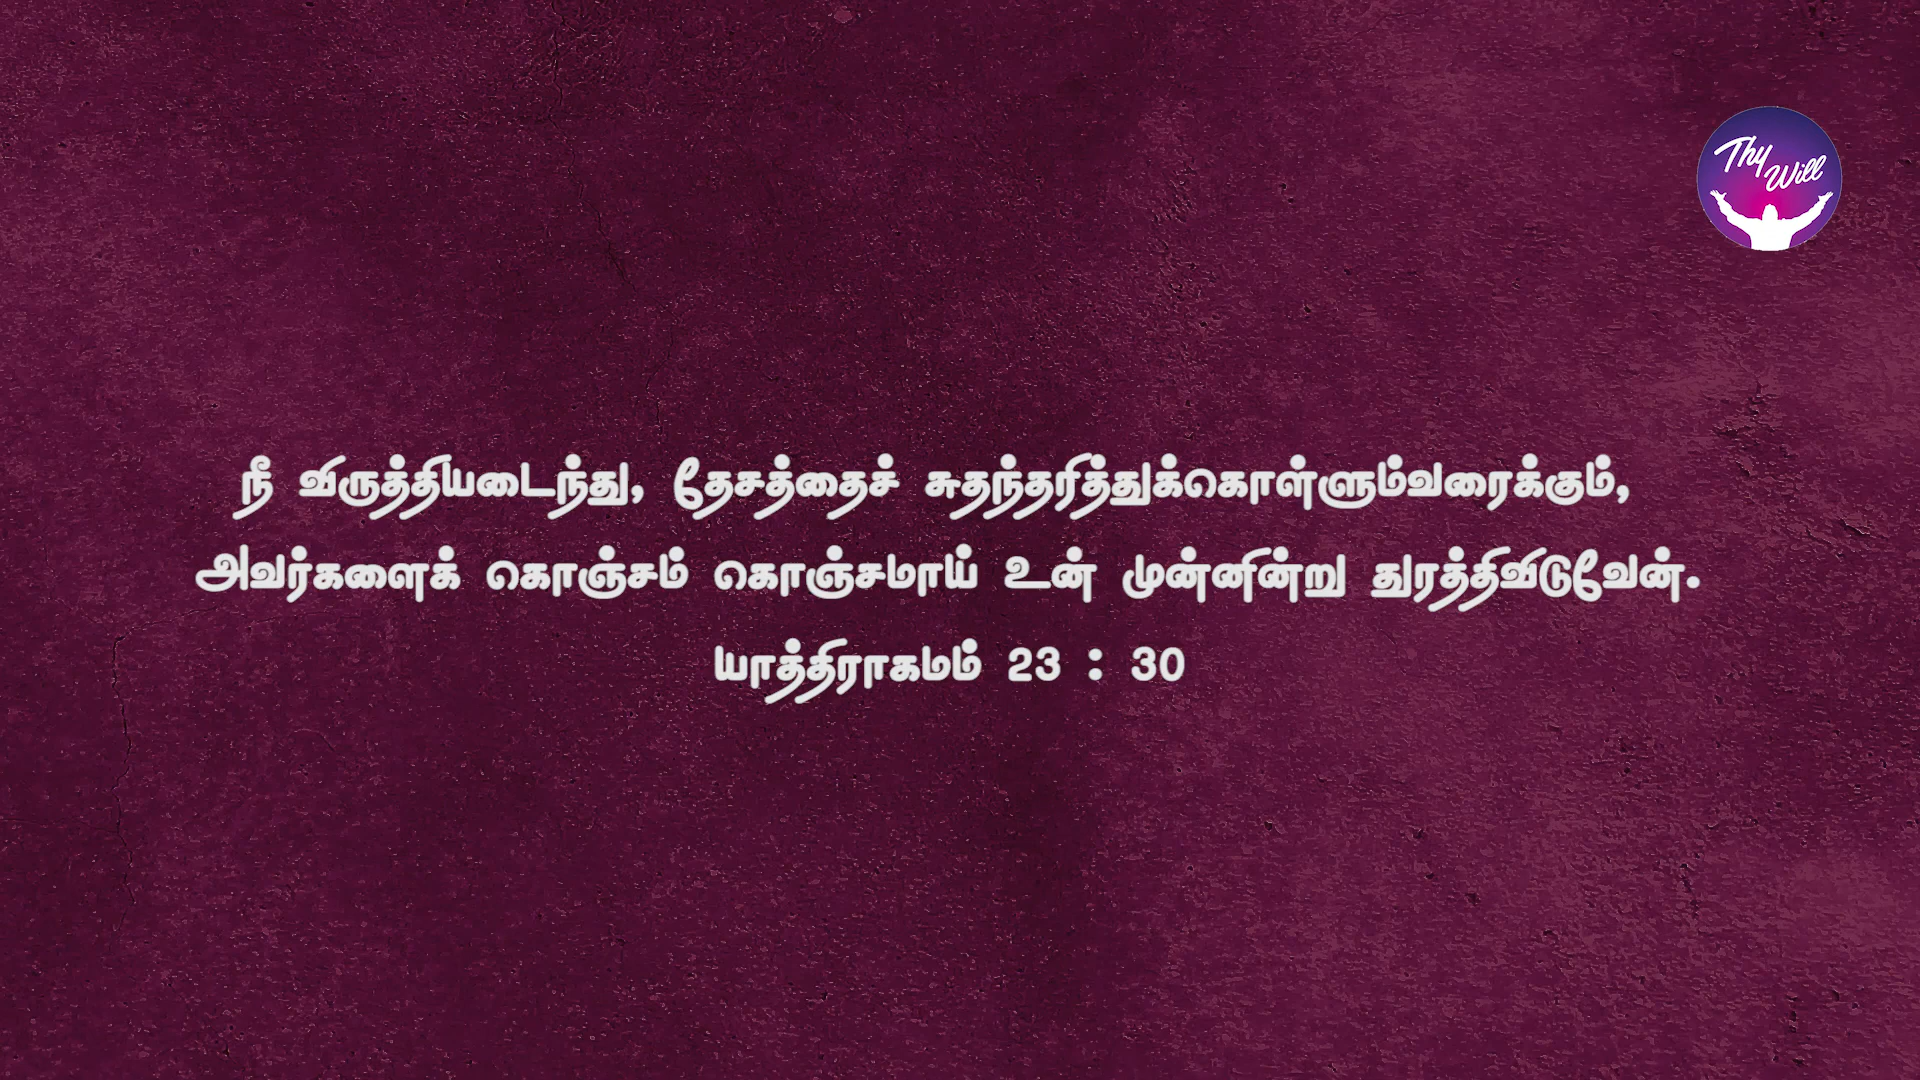 Thy Will
நீ விருத்தியடைந்து, தேசத்தைச் சுதந்தரித்துக்கொள்ளும்வரைக்கும்,
அவர்களைக் கொஞ்சம் கொஞ்சமாய் உன் முன்னின்று துரத்திவிடுவேன்.
யாத்திராகமம் 23 : 30